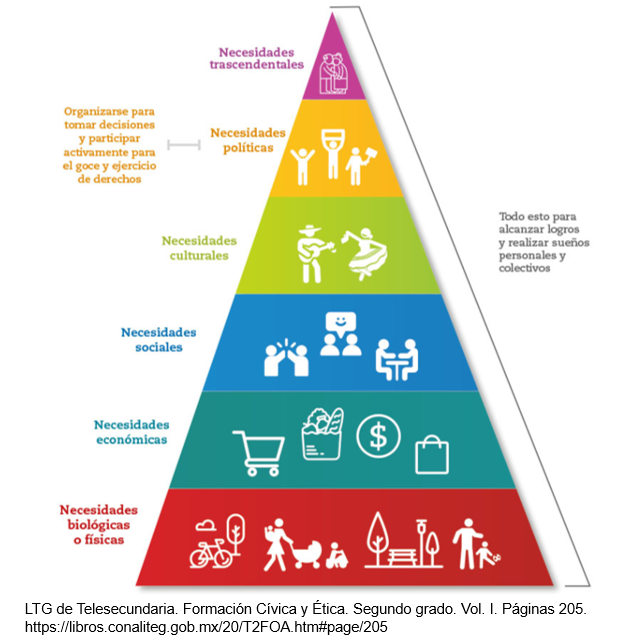 Necesidades
trascendentales
Organizarse para
tomar decisiones
y participar
activamente para
el goce y ejercicio
de derechos
Necesidades
políticas
Necesidades
culturales
Todo esto para
alcanzar logros
y realizar sueños
personales y
colectivos
Necesidades
sociales
Necesidades
económicas
$
Necesidades
biológicas
o físicas
LTG de Telesecundaria. Formación Cívica y Ética. Segundo grado. Vol. I. Páginas 205.
https://libros.conaliteg.gob.mx/20/T2FOA.htm#page/205